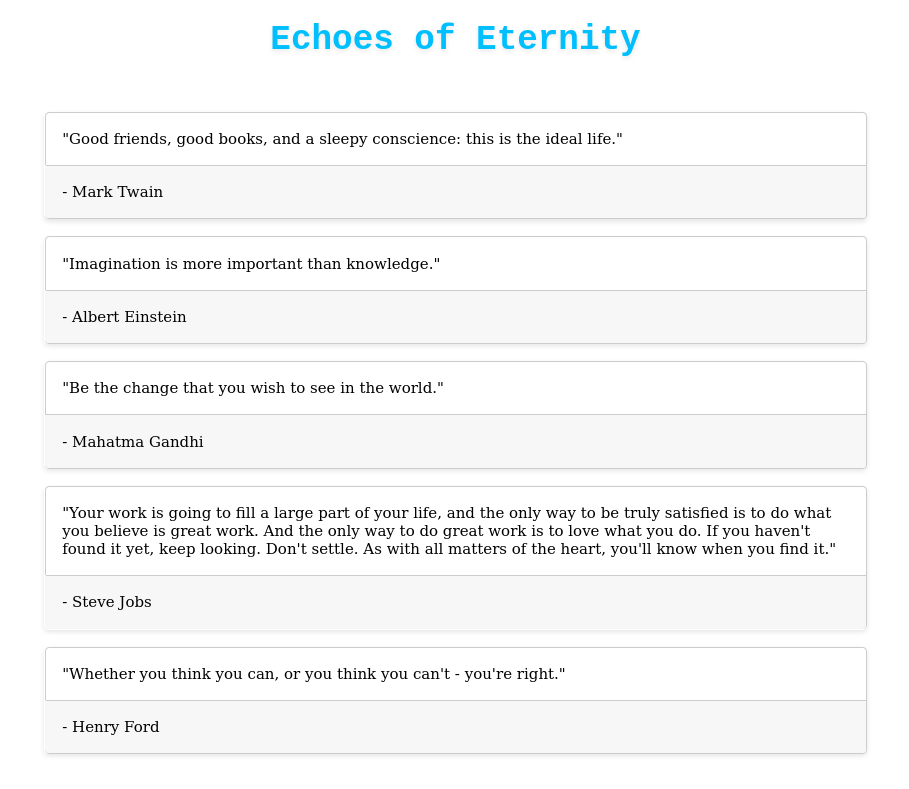 Echoes of Eternity
"Good friends, good books, and a sleepy conscience: this is the ideal life."
- Mark Twain
"Imagination is more important than knowledge."
- Albert Einstein
"Be the change that you wish to see in the world."
- Mahatma Gandhi
"Your work is going to fill a large part of your life, and the only way to be truly satisfied is to do what
you believe is great work. And the only way to do great work is to love what you do. If you haven't
found it yet, keep looking. Don't settle. As with all matters of the heart, you'll know when you find it."
- Steve Jobs
"Whether you think you can, or you think you can't - you're right."
- Henry Ford